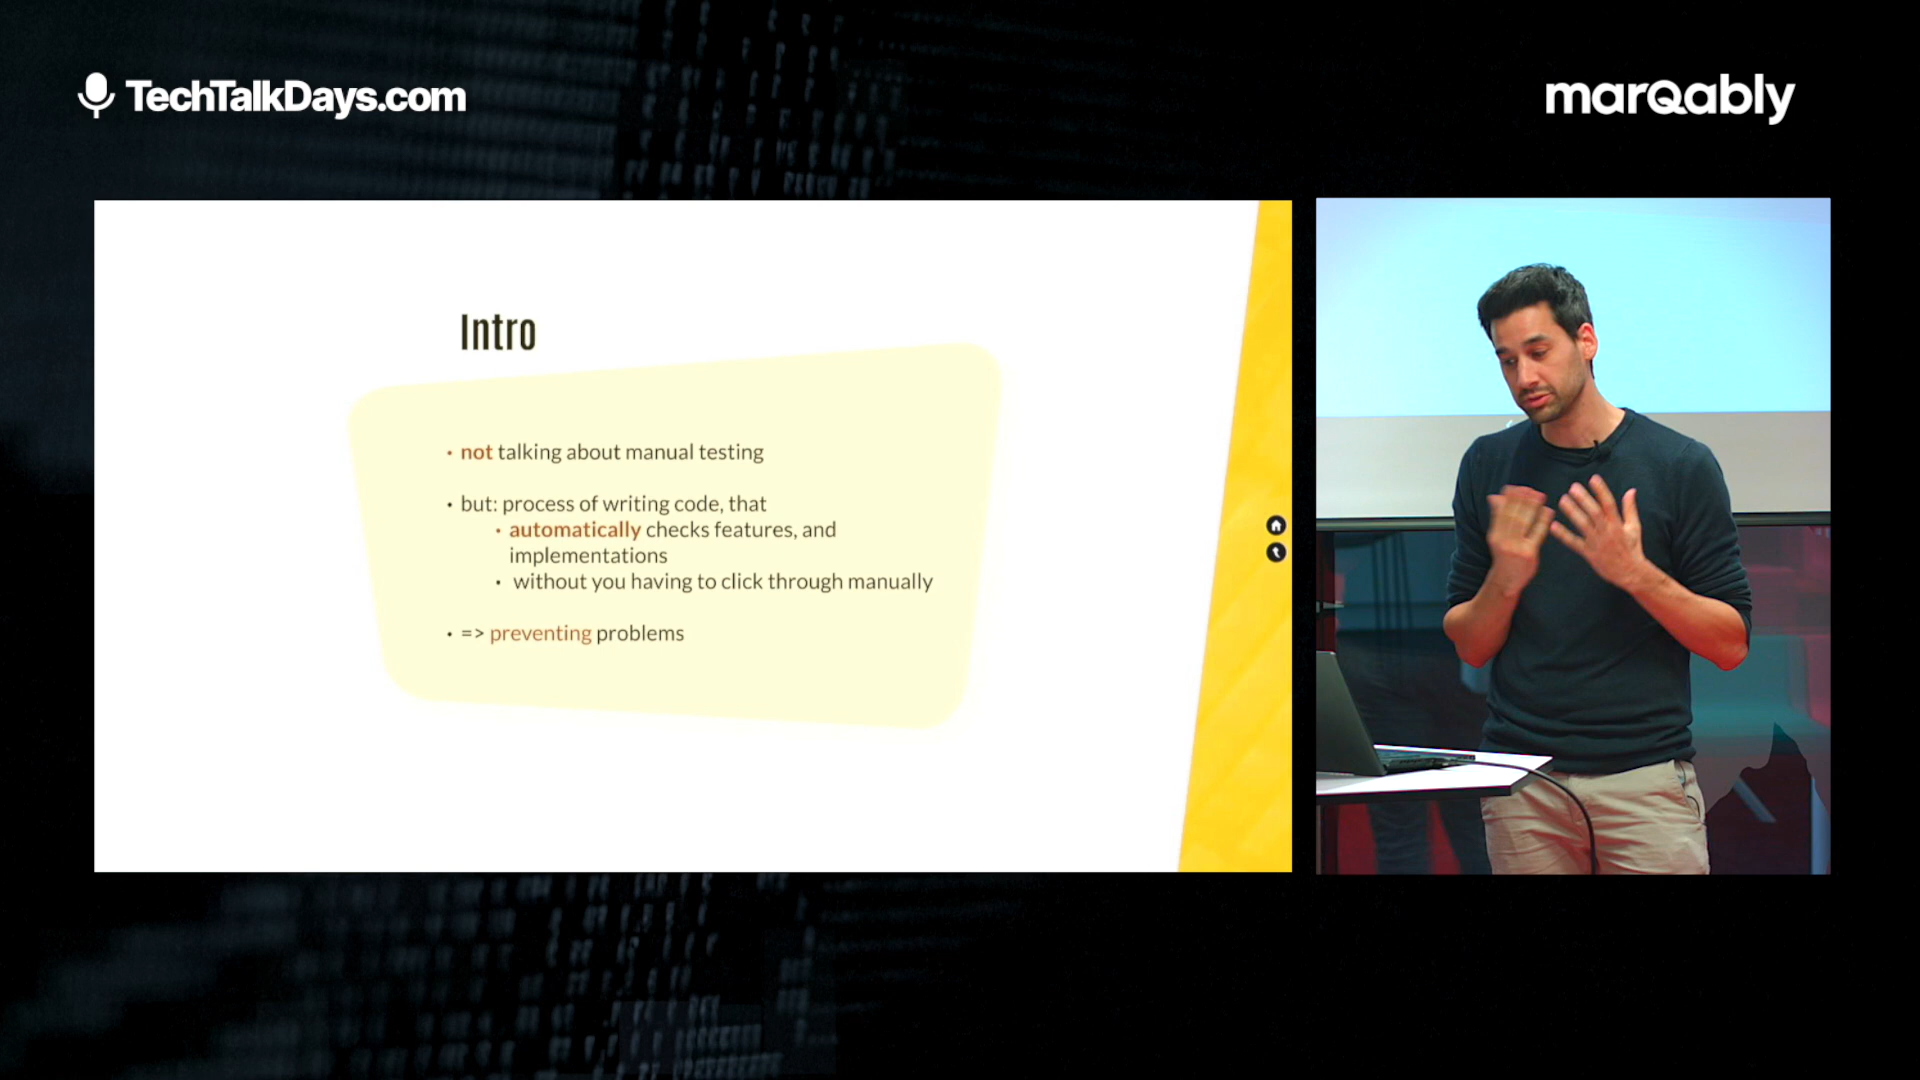 TechTalkDays.com
marQably
Intro
• not talking about manual testing
• but: process of writing code, that
• automatically checks features, and
implementations
• without you having to click through manually
• => preventing problems